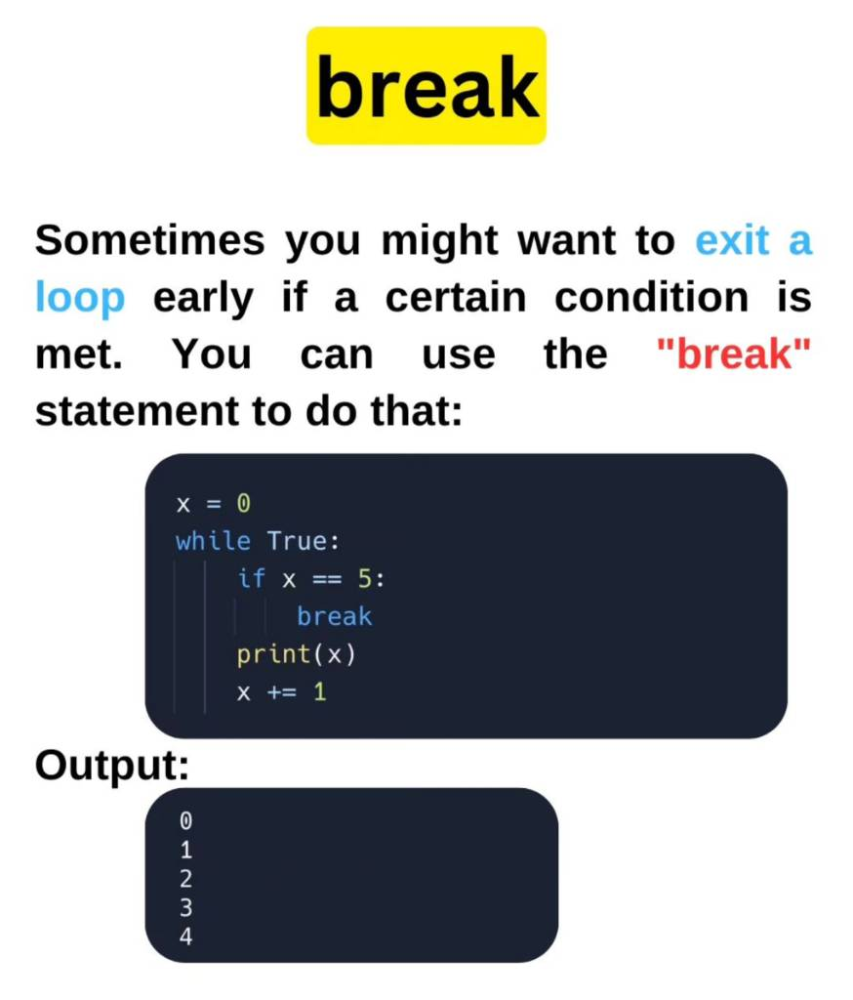 break
Sometimes you might want to exit a
loop early if a certain condition is
met. You can use the "break"
statement to do that:
x = 0
while True:
    if x == 5:
        break
    print(x)
    x += 1
Output:
0
1
2
3
4